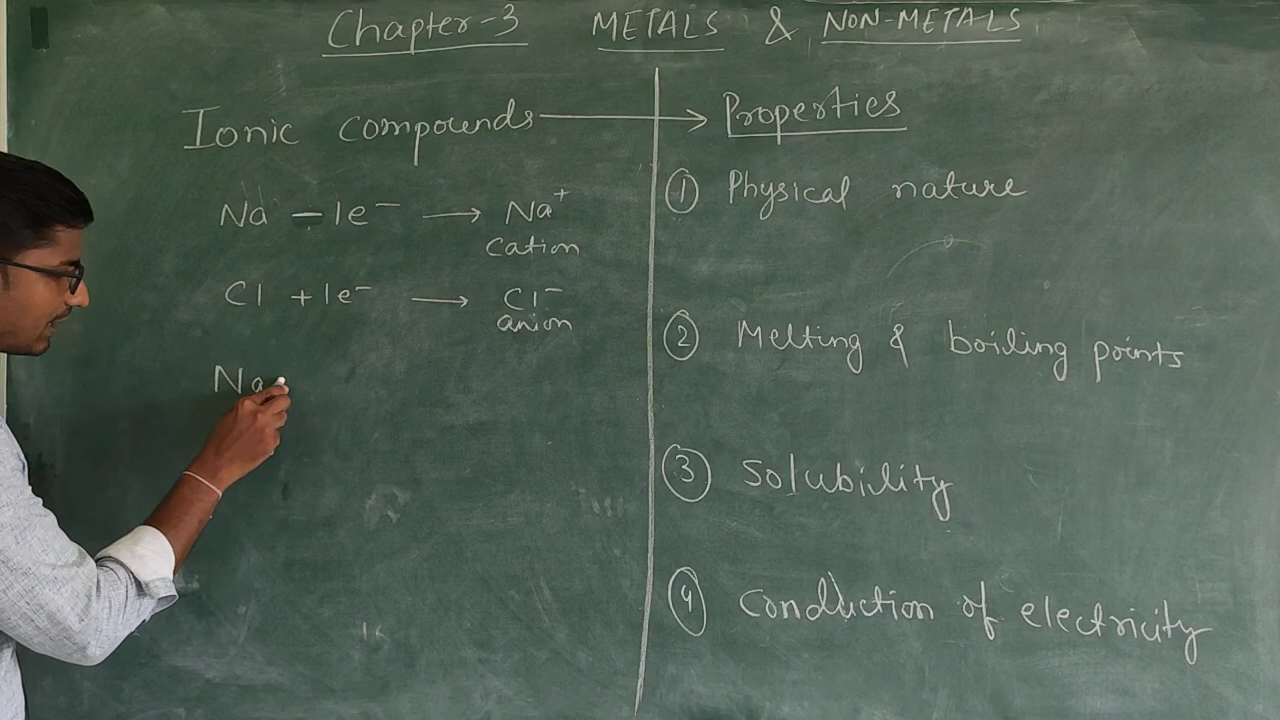 Chapter-3 METALS & NON-METALS
Ionic compounds → Properties
Na - 1e⁻ → Na⁺
cation
Cl + 1e⁻ → Cl⁻
anion
Na
① Physical nature
② Melting & boiling points
③ Solubility
④ Conduction of electricity